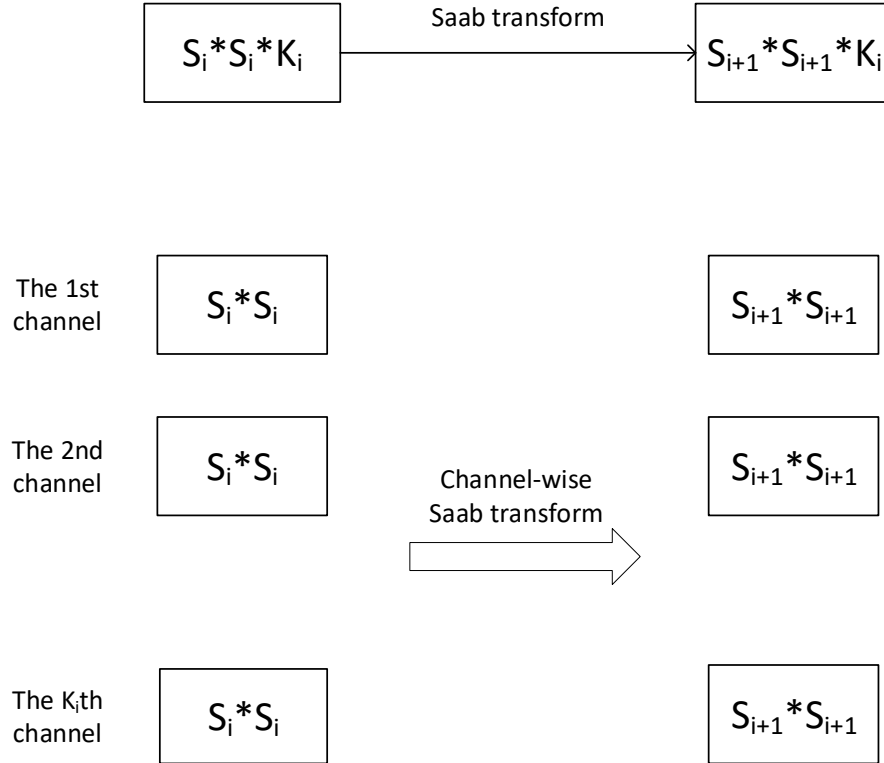 Saab transform
Sᵢ*Sᵢ*Kᵢ
Sᵢ₊₁*Sᵢ₊₁*Kᵢ
The 1st
channel
Sᵢ*Sᵢ
Sᵢ₊₁*Sᵢ₊₁
The 2nd
channel
Sᵢ*Sᵢ
Sᵢ₊₁*Sᵢ₊₁
Channel-wise
Saab transform
The Kᵢth
channel
Sᵢ*Sᵢ
Sᵢ₊₁*Sᵢ₊₁